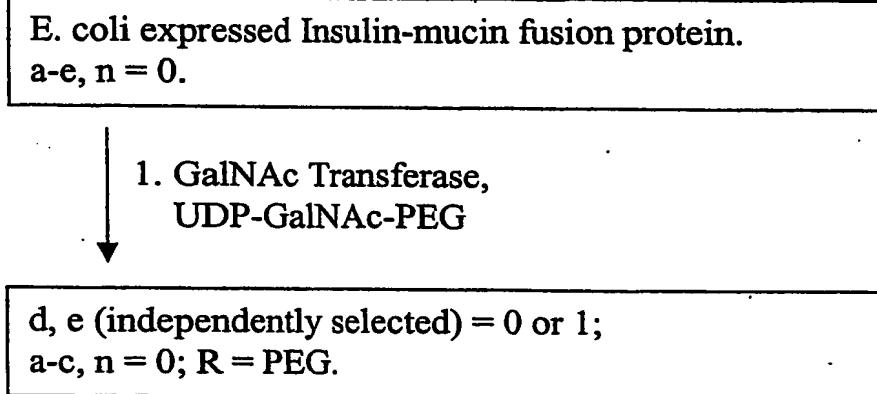 E. coli expressed Insulin-mucin fusion protein.
a-e, n = 0.
1. GalNAc Transferase,
UDP-GalNAc-PEG
d, e (independently selected) = 0 or 1;
a-c, n = 0; R = PEG.